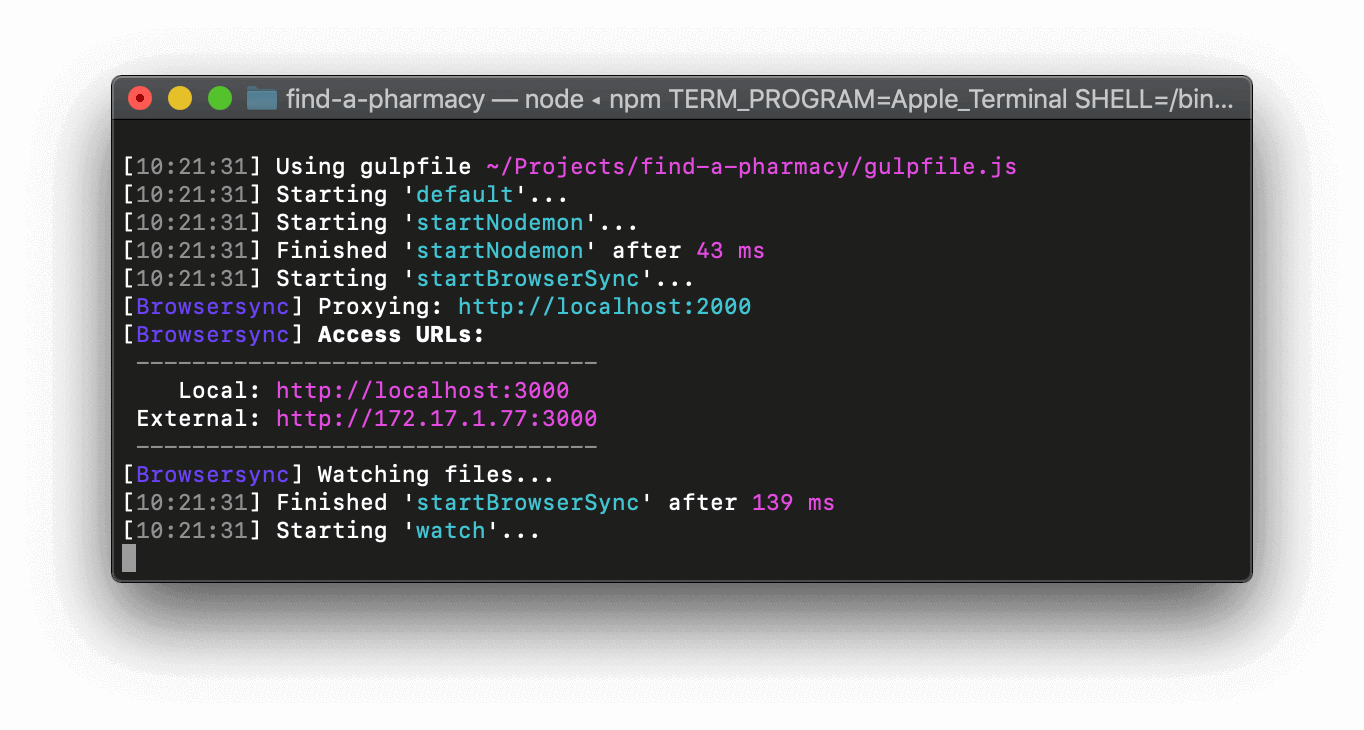 find-a-pharmacy — node ◂ npm TERM_PROGRAM=Apple_Terminal SHELL=/bin...
[10:21:31] Using gulpfile ~/Projects/find-a-pharmacy/gulpfile.js
[10:21:31] Starting 'default'...
[10:21:31] Starting 'startNodemon'...
[10:21:31] Finished 'startNodemon' after 43 ms
[10:21:31] Starting 'startBrowserSync'...
[Browsersync] Proxying: http://localhost:2000
[Browsersync] Access URLs:
---------------------------------
Local: http://localhost:3000
External: http://172.17.1.77:3000
---------------------------------
[Browsersync] Watching files...
[10:21:31] Finished 'startBrowserSync' after 139 ms
[10:21:31] Starting 'watch'...